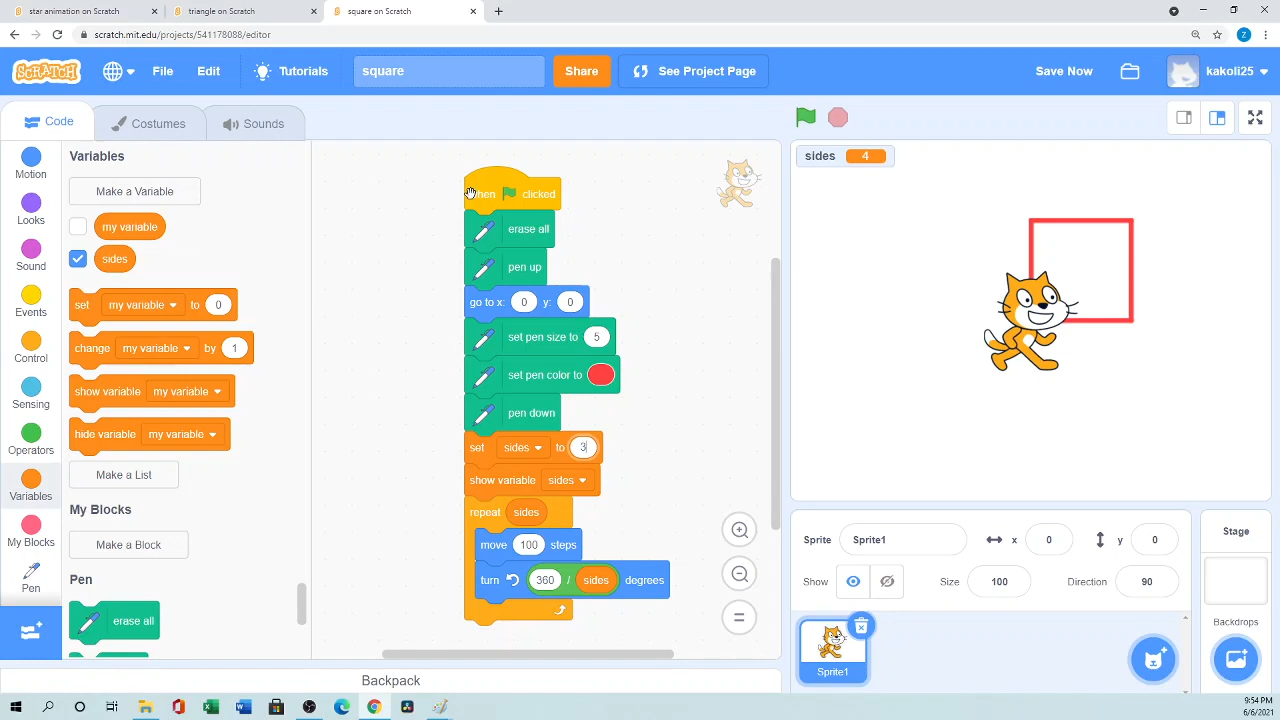 star animation on Scratch
triangle on Scratch
square on Scratch
scratch.mit.edu/projects/541178088/editor
Z
SCRATCH
File
Edit
Tutorials
square
Share
See Project Page
Save Now
kakoli25
Code
Costumes
Sounds
Motion
Looks
Sound
Events
Control
Sensing
Operators
Variables
My Blocks
Pen
Variables
Make a Variable
my variable
sides
set my variable to 0
change my variable by 1
show variable my variable
hide variable my variable
Make a List
My Blocks
Make a Block
Pen
erase all
when clicked
erase all
pen up
go to x: 0 y: 0
set pen size to 5
set pen color to
pen down
set sides to 3
show variable sides
repeat sides
move 100 steps
turn 360 / sides degrees
sides 4
Sprite Sprite1 x 0 y 0
Show Size 100 Direction 90
Sprite1
Stage
Backdrops
Backpack
9:54 PM
6/6/2021